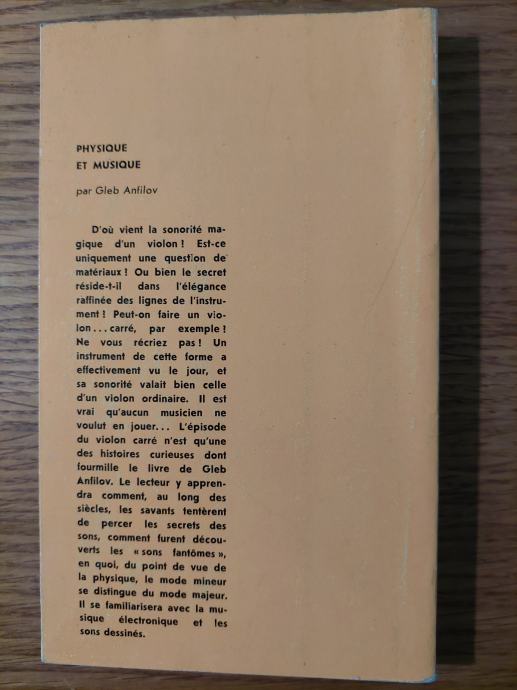 PHYSIQUE
ET MUSIQUE
par Gleb Anfilov
D'où vient la sonorité ma-
gique d'un violon ! Est-ce
uniquement une question de
matériaux ! Ou bien le secret
réside-t-il dans l'élégance
raffinée des lignes de l'instru-
ment ! Peut-on faire un vio-
lon... carré, par exemple !
Ne vous récriez pas ! Un
instrument de cette forme a
effectivement vu le jour, et
sa sonorité valait bien celle
d'un violon ordinaire. Il est
vrai qu'aucun musicien ne
voulut en jouer... L'épisode
du violon carré n'est qu'une
des histoires curieuses dont
fourmille le livre de Gleb
Anfilov. Le lecteur y appren-
dra comment, au long des
siècles, les savants tentèrent
de percer les secrets des
sons, comment furent décou-
verts les « sons fantômes »,
en quoi, du point de vue de
la physique, le mode mineur
se distingue du mode majeur.
Il se familiarisera avec la mu-
sique électronique et les
sons dessinés.